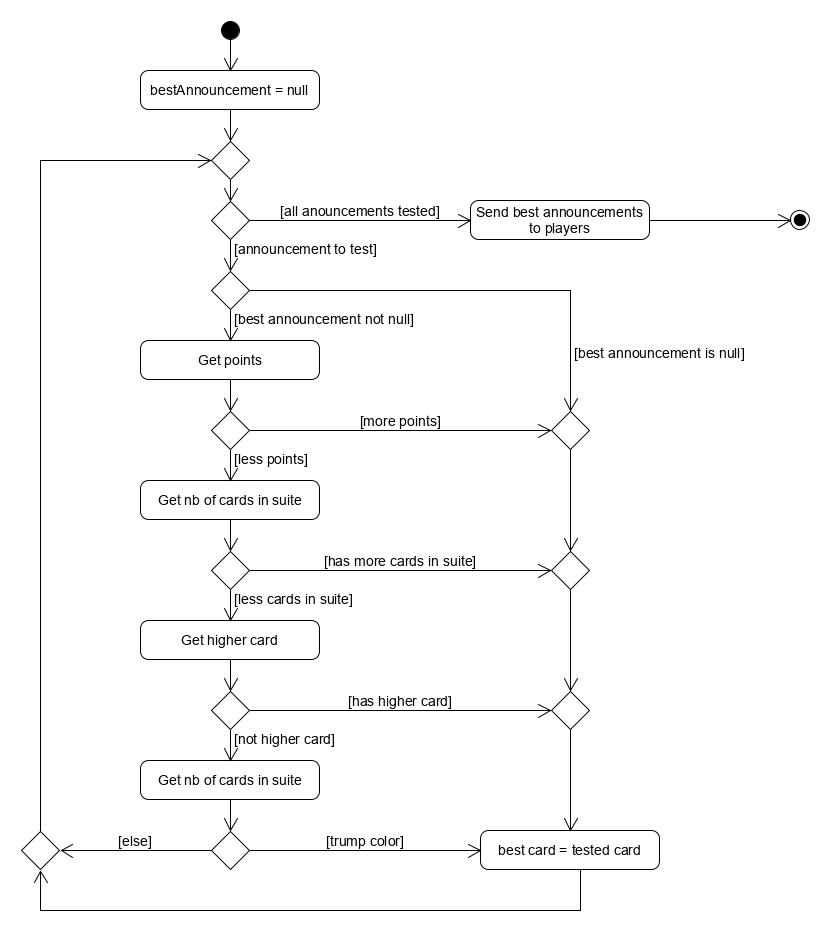 bestAnnouncement = null
[all anouncements tested]
Send best announcements
to players
[announcement to test]
[best announcement not null]
[best announcement is null]
Get points
[more points]
[less points]
Get nb of cards in suite
[has more cards in suite]
[less cards in suite]
Get higher card
[has higher card]
[not higher card]
Get nb of cards in suite
[else]
[trump color]
best card = tested card